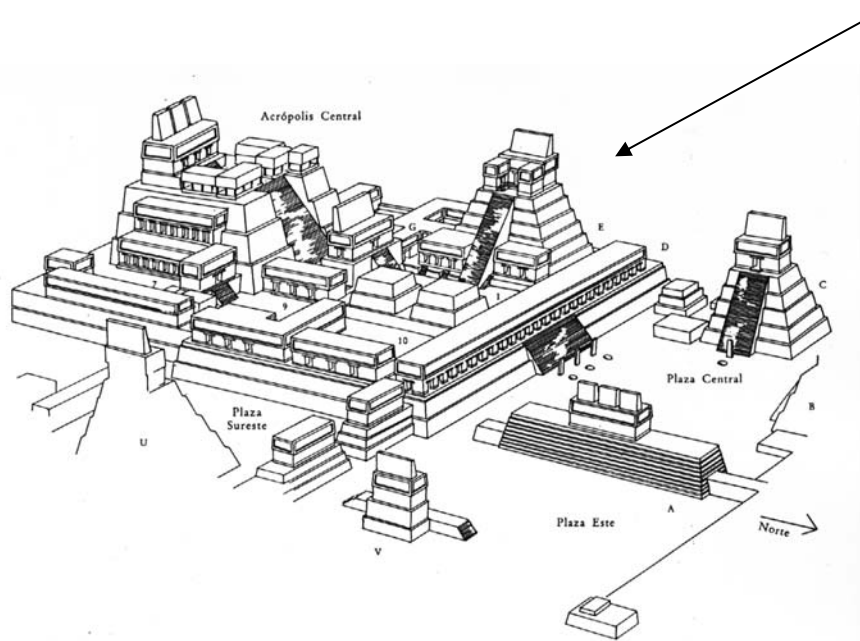 Acrópolis Central
G
E
D
C
7
9
1
10
Plaza Central
Plaza
Sureste
B
U
A
Plaza Este
Norte
V